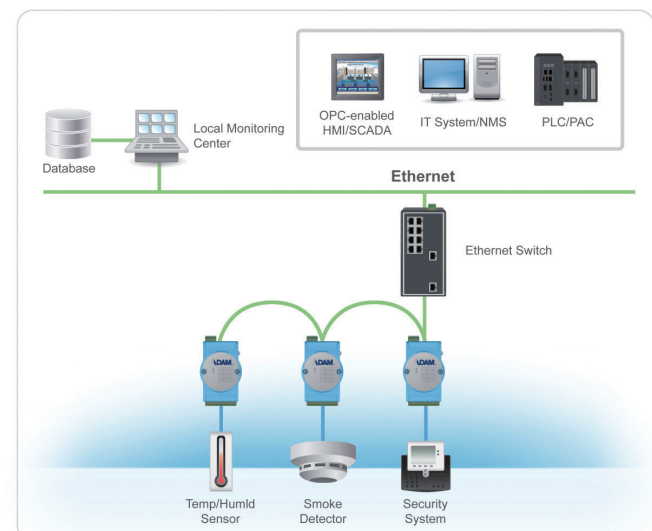 OPC-enabled
HMI/SCADA
IT System/NMS
PLC/PAC
Local Monitoring
Center
Database
Ethernet
Ethernet Switch
ADAM
ADAM
ADAM
Temp/Humld
Sensor
Smoke
Detector
Security
System